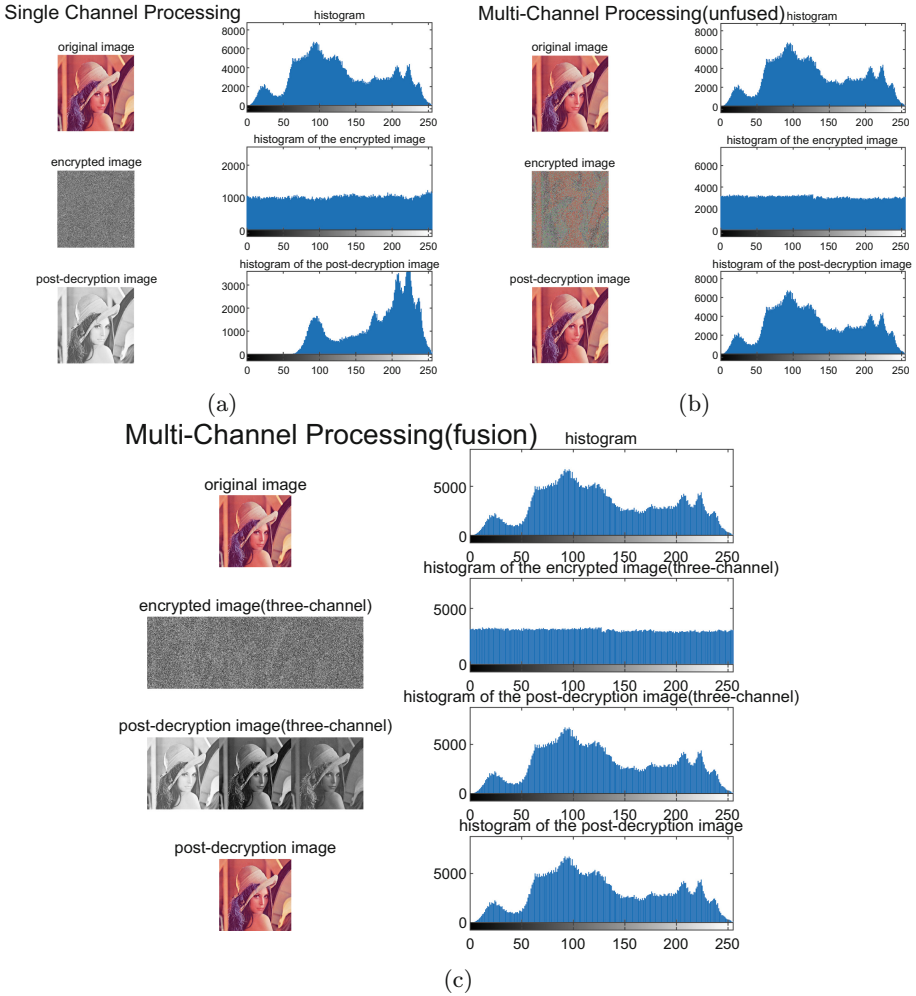 Single Channel Processing
original image
histogram
8000
6000
4000
2000
0
0 50 100 150 200 250
encrypted image
histogram of the encrypted image
2000
1000
0
0 50 100 150 200 250
post-decryption image
histogram of the post-decryption image
3000
2000
1000
0
0 50 100 150 200 250
(a)
Multi-Channel Processing(unfused)
original image
histogram
8000
6000
4000
2000
0
0 50 100 150 200 250
encrypted image
histogram of the encrypted image
6000
4000
2000
0
0 50 100 150 200 250
post-decryption image
histogram of the post-decryption image
8000
6000
4000
2000
0
0 50 100 150 200 250
(b)
Multi-Channel Processing(fusion)
original image
histogram
5000
0
0 50 100 150 200 250
encrypted image(three-channel)
histogram of the encrypted image(three-channel)
5000
0
0 50 100 150 200 250
post-decryption image(three-channel)
histogram of the post-decryption image(three-channel)
5000
0
0 50 100 150 200 250
post-decryption image
histogram of the post-decryption image
5000
0
0 50 100 150 200 250
(c)